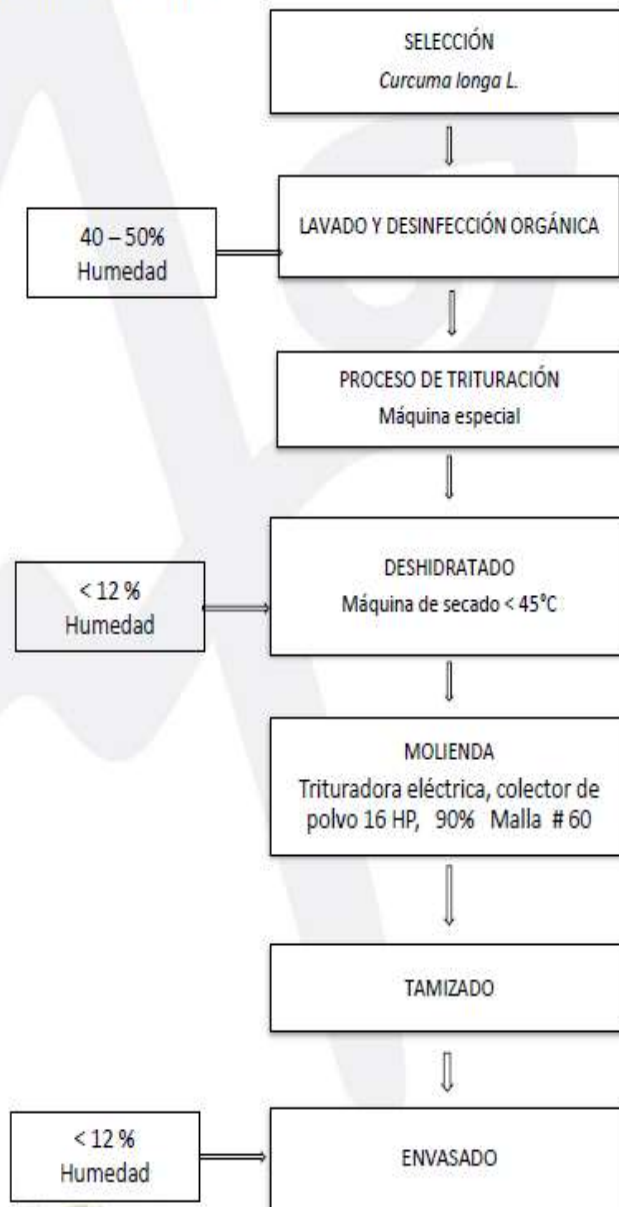 SELECCIÓN
Curcuma longa L.
LAVADO Y DESINFECCIÓN ORGÁNICA
40 – 50%
Humedad
PROCESO DE TRITURACIÓN
Máquina especial
DESHIDRATADO
Máquina de secado < 45°C
< 12 %
Humedad
MOLIENDA
Trituradora eléctrica, colector de
polvo 16 HP, 90% Malla # 60
TAMIZADO
ENVASADO
< 12 %
Humedad